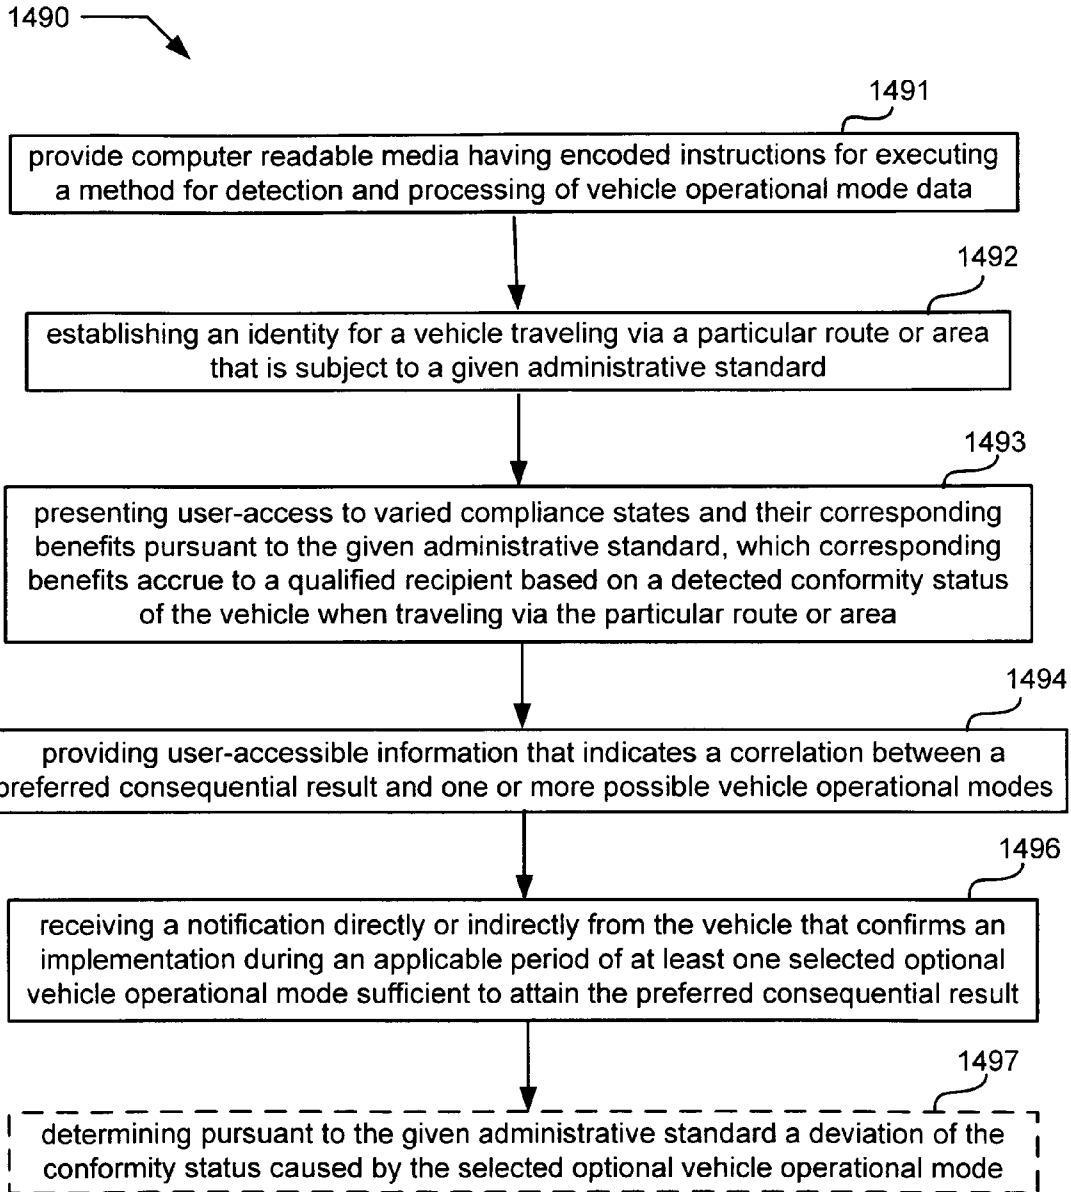 1490
1491
provide computer readable media having encoded instructions for executing
a method for detection and processing of vehicle operational mode data
1492
establishing an identity for a vehicle traveling via a particular route or area
that is subject to a given administrative standard
1493
presenting user-access to varied compliance states and their corresponding
benefits pursuant to the given administrative standard, which corresponding
benefits accrue to a qualified recipient based on a detected conformity status
of the vehicle when traveling via the particular route or area
1494
providing user-accessible information that indicates a correlation between a
preferred consequential result and one or more possible vehicle operational modes
1496
receiving a notification directly or indirectly from the vehicle that confirms an
implementation during an applicable period of at least one selected optional
vehicle operational mode sufficient to attain the preferred consequential result
1497
determining pursuant to the given administrative standard a deviation of the
conformity status caused by the selected optional vehicle operational mode